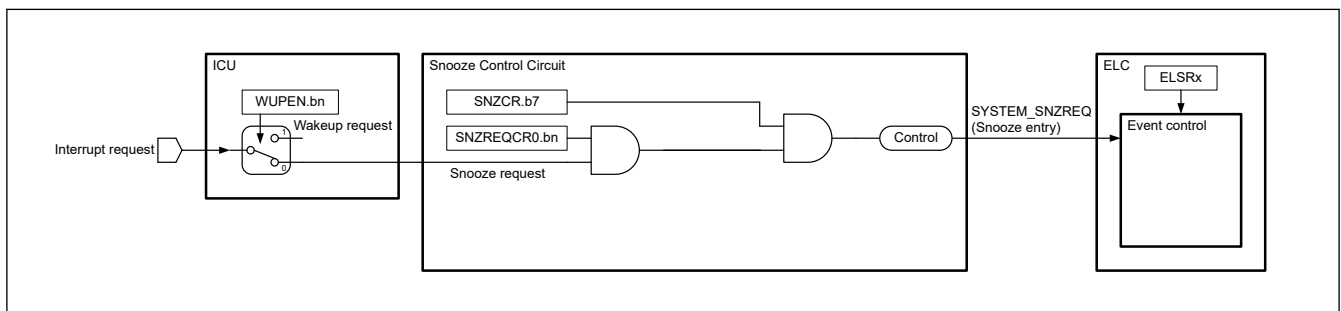 ICU
WUPEN.bn
1
Wakeup request
Interrupt request
0
Snooze Control Circuit
SNZCR.b7
SNZREQCR0.bn
Snooze request
Control
SYSTEM_SNZREQ
(Snooze entry)
ELC
ELSRx
Event control